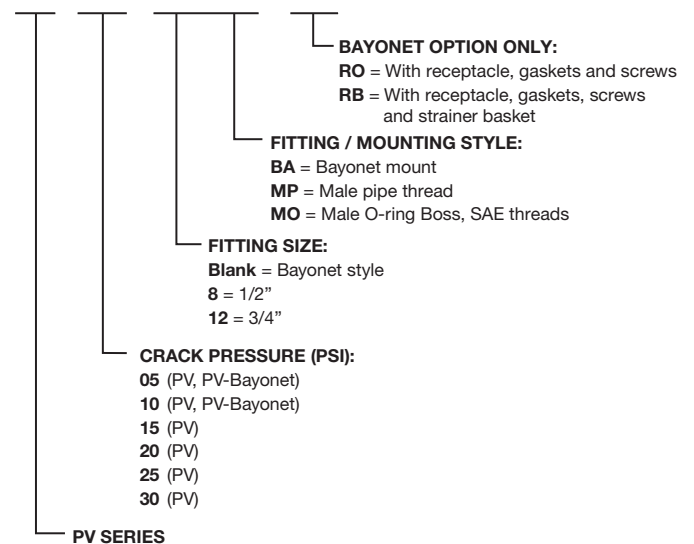 BAYONET OPTION ONLY:
RO = With receptacle, gaskets and screws
RB = With receptacle, gaskets, screws
and strainer basket
FITTING / MOUNTING STYLE:
BA = Bayonet mount
MP = Male pipe thread
MO = Male O-ring Boss, SAE threads
FITTING SIZE:
Blank = Bayonet style
8 = 1/2”
12 = 3/4”
CRACK PRESSURE (PSI):
05 (PV, PV-Bayonet)
10 (PV, PV-Bayonet)
15 (PV)
20 (PV)
25 (PV)
30 (PV)
PV SERIES